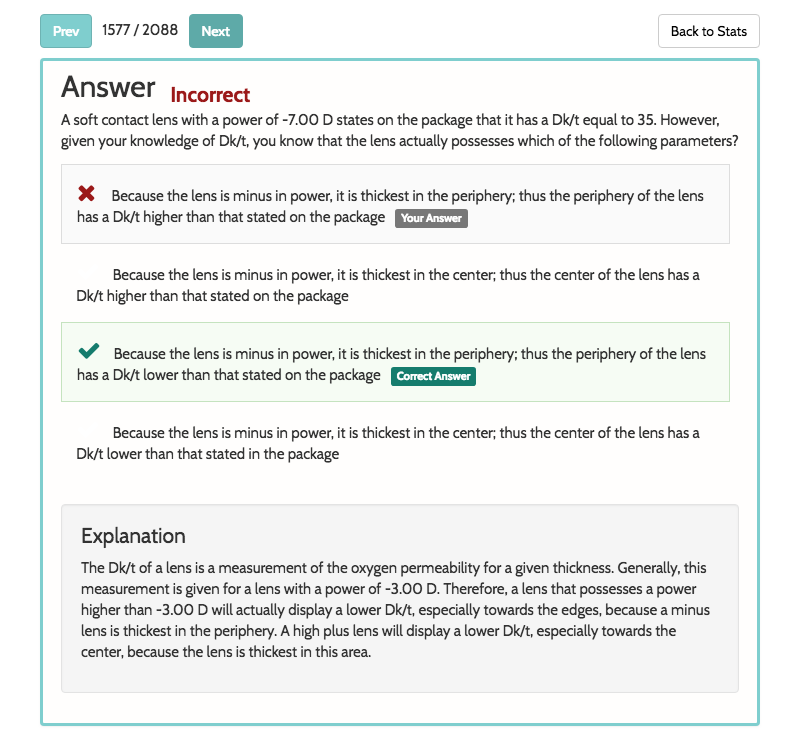 Prev 1577 / 2088 Next Back to Stats
Answer Incorrect
A soft contact lens with a power of -7.00 D states on the package that it has a Dk/t equal to 35. However,
given your knowledge of Dk/t, you know that the lens actually possesses which of the following parameters?
Because the lens is minus in power, it is thickest in the periphery; thus the periphery of the lens
has a Dk/t higher than that stated on the package Your Answer
Because the lens is minus in power, it is thickest in the center; thus the center of the lens has a
Dk/t higher than that stated on the package
Because the lens is minus in power, it is thickest in the periphery; thus the periphery of the lens
has a Dk/t lower than that stated on the package Correct Answer
Because the lens is minus in power, it is thickest in the center; thus the center of the lens has a
Dk/t lower than that stated in the package
Explanation
The Dk/t of a lens is a measurement of the oxygen permeability for a given thickness. Generally, this
measurement is given for a lens with a power of -3.00 D. Therefore, a lens that possesses a power
higher than -3.00 D will actually display a lower Dk/t, especially towards the edges, because a minus
lens is thickest in the periphery. A high plus lens will display a lower Dk/t, especially towards the
center, because the lens is thickest in this area.